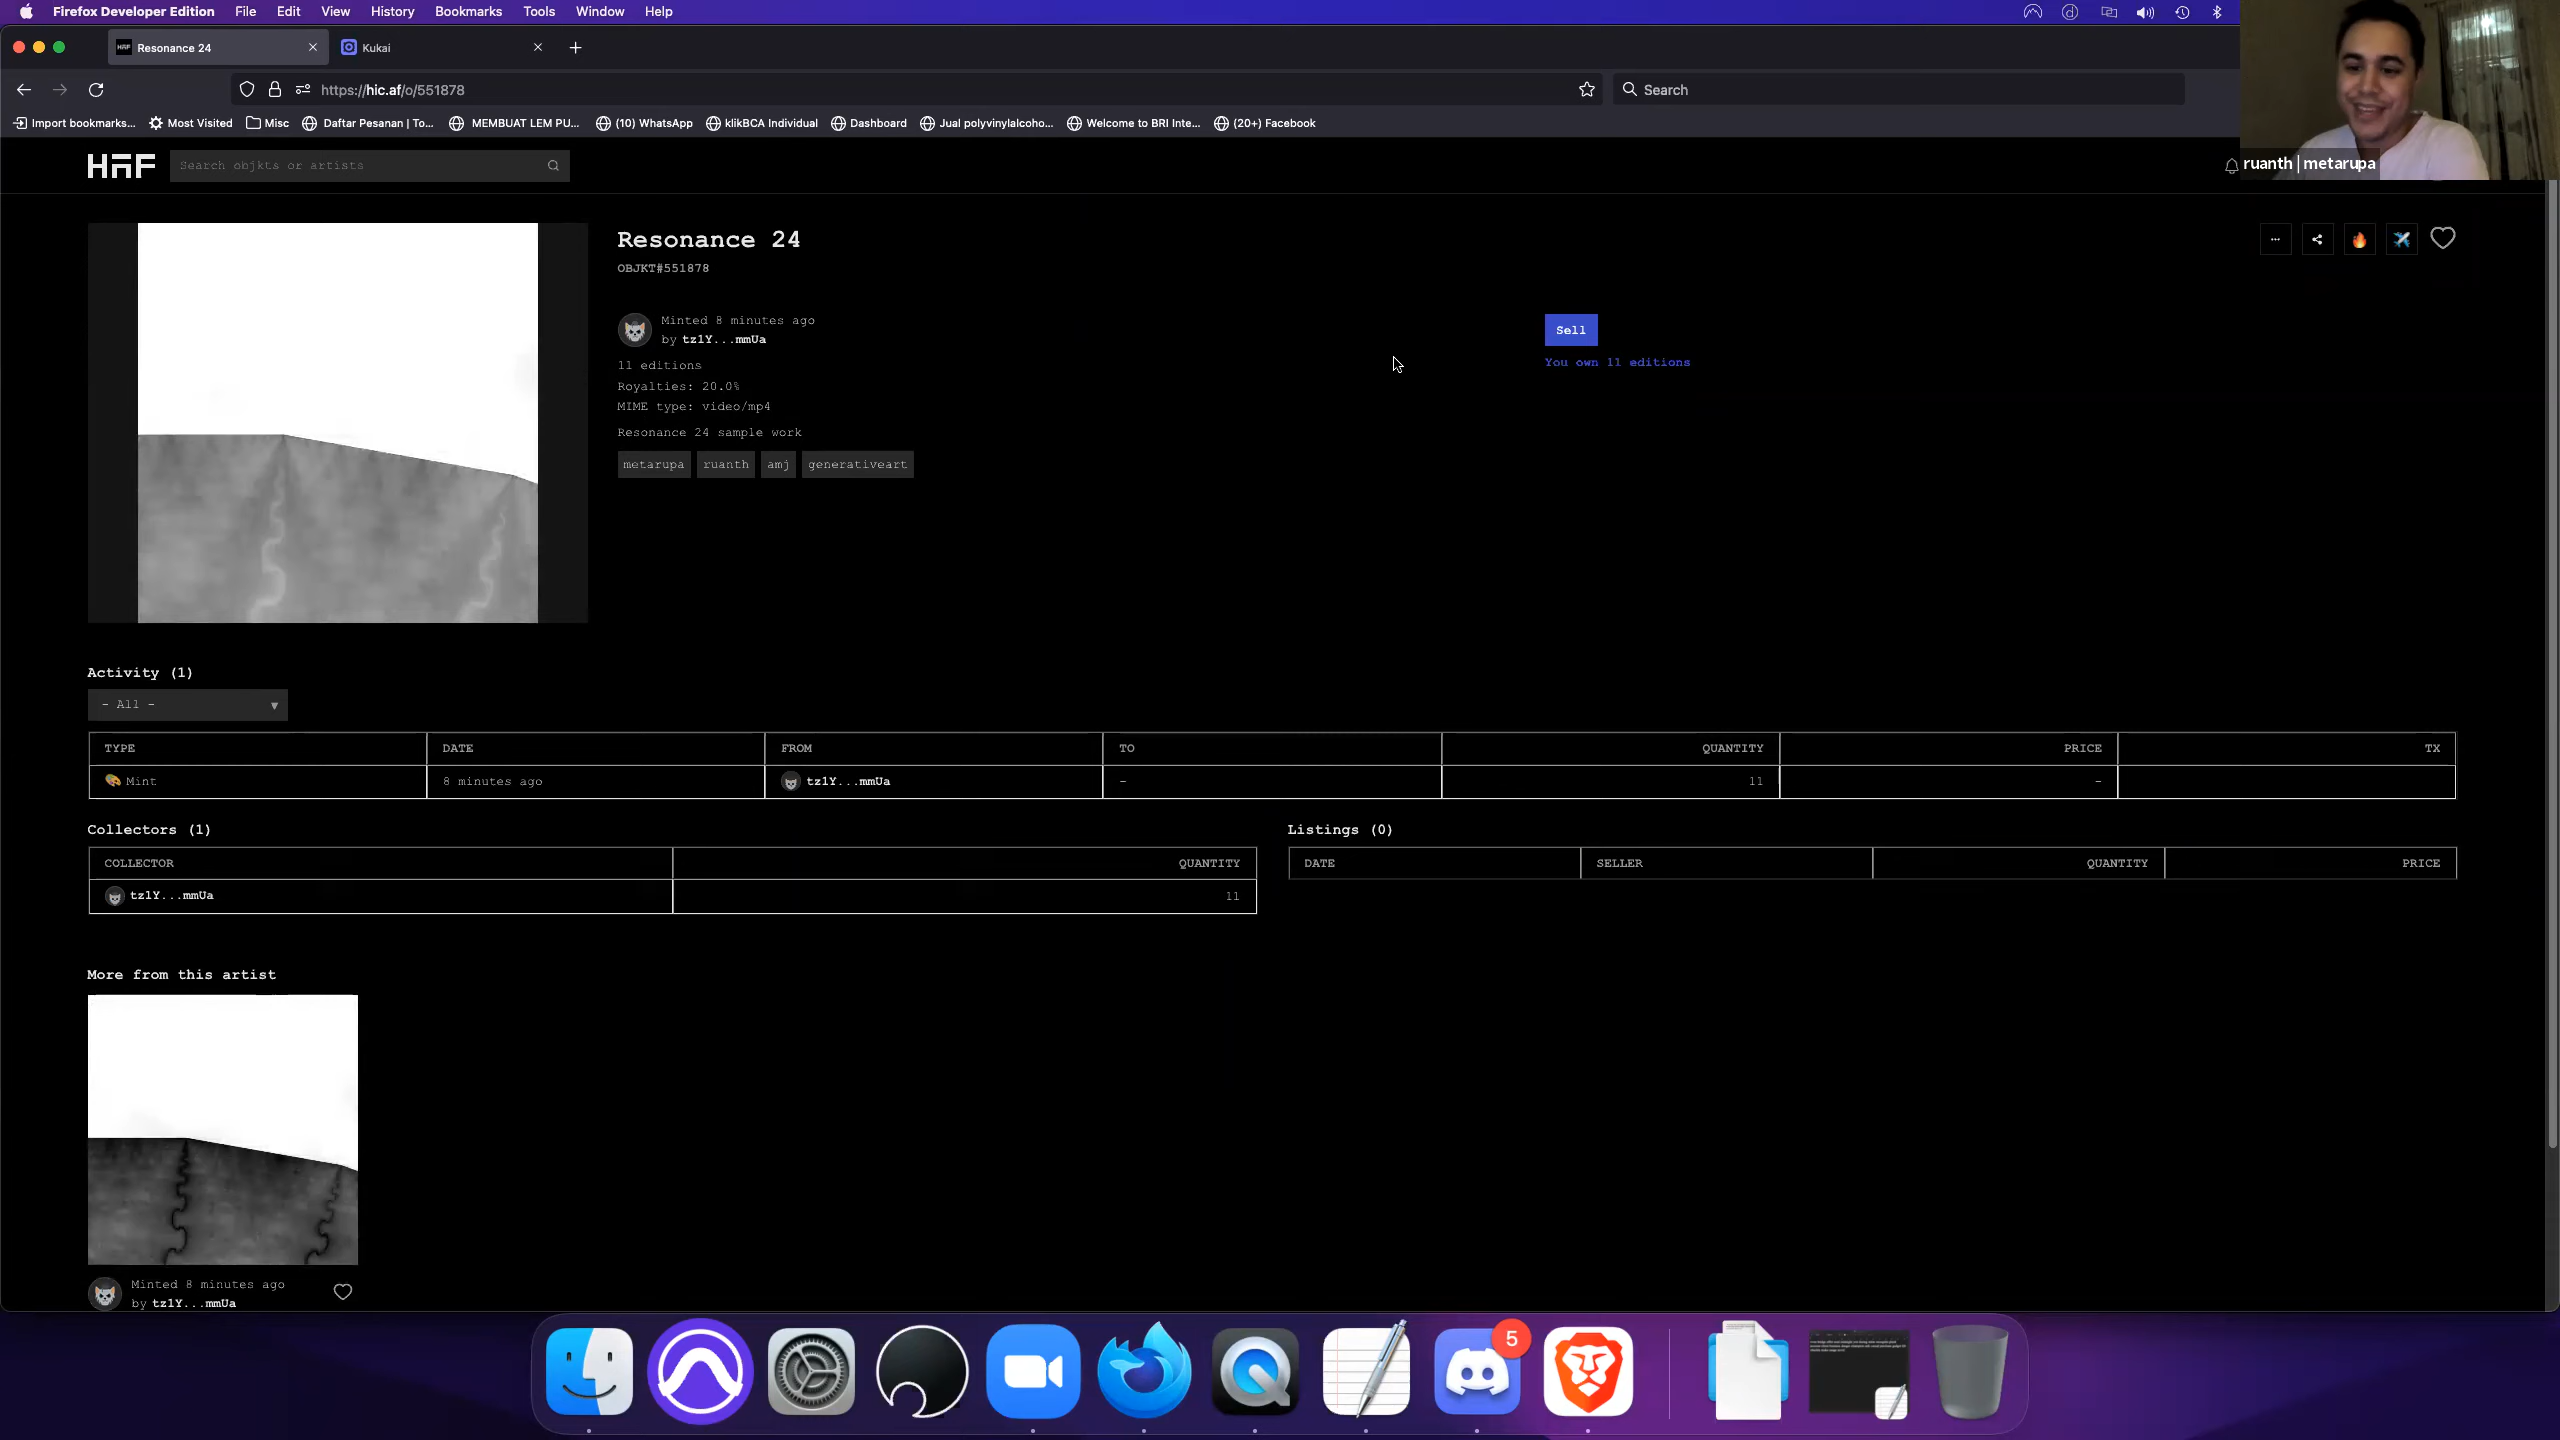 Firefox Developer Edition File Edit View History Bookmarks Tools Window Help
Resonance 24
Kukai
https://hic.af/o/551878
Search
Import bookmarks... Most Visited Misc Daftar Pesanan | To... MEMBUAT LEM PU... (10) WhatsApp klikBCA Individual Dashboard Jual polyvinylalcoho... Welcome to BRI Inte... (20+) Facebook
ruanth | metarupa
Search objkts or artists
Resonance 24
OBJKT#551878
Minted 8 minutes ago
by tz1Y...mmUa
Sell
You own 11 editions
11 editions
Royalties: 20.0%
MIME type: video/mp4
Resonance 24 sample work
metarupa ruanth amj generativeart
Activity (1)
- All -
TYPE DATE FROM TO QUANTITY PRICE TX
Mint 8 minutes ago tz1Y...mmUa - 11 -
Collectors (1)
COLLECTOR QUANTITY
tz1Y...mmUa 11
Listings (0)
DATE SELLER QUANTITY PRICE
More from this artist
Minted 8 minutes ago
by tz1Y...mmUa
5